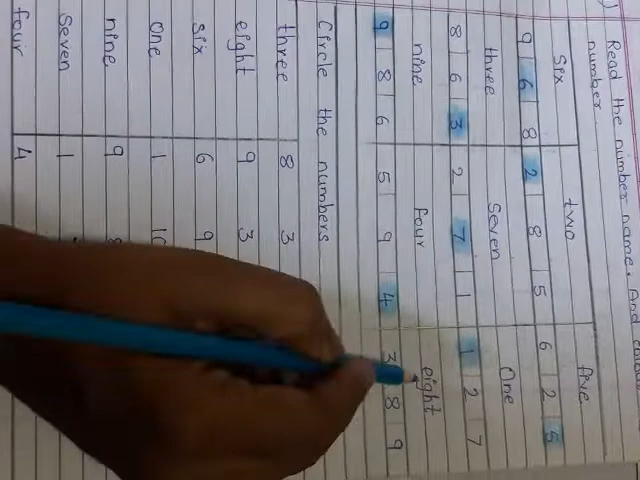 ) Read the number name. And colour
number
six two five
9 6 8 2 8 5 6 2 5
three seven One
8 6 3 2 7 1 1 2 7
nine four eight
9 8 6 5 9 4 3 8 9
Circle the numbers
three 8 3
eight 9 3
six 6 9
One 1 10
nine 9
Seven 1
four 4